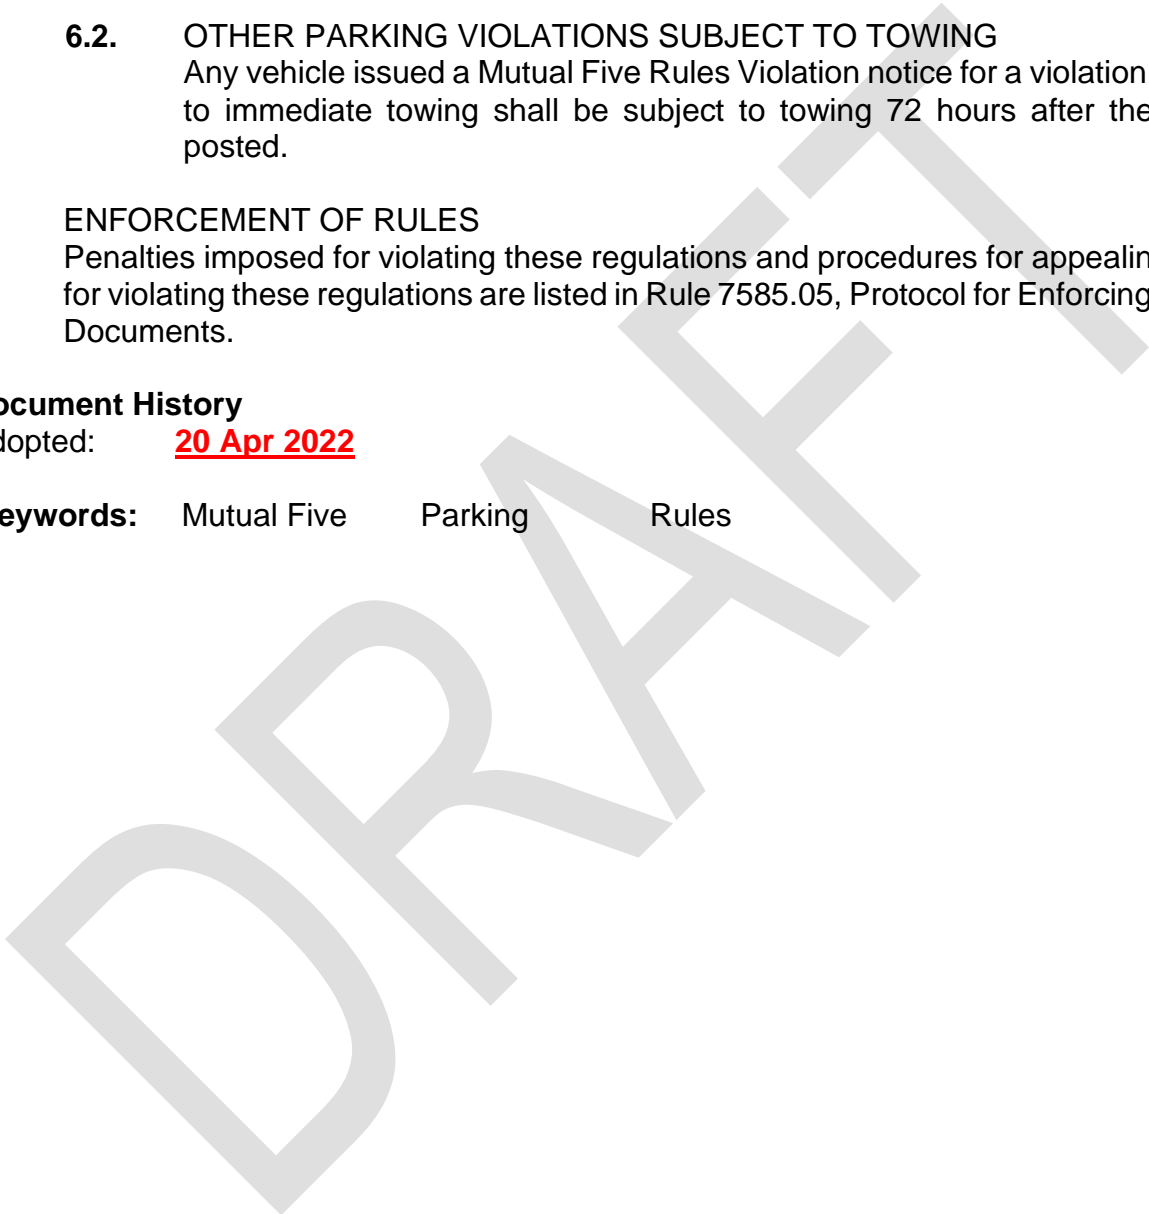 6.2. OTHER PARKING VIOLATIONS SUBJECT TO TOWING
Any vehicle issued a Mutual Five Rules Violation notice for a violation
to immediate towing shall be subject to towing 72 hours after the
posted.
ENFORCEMENT OF RULES
Penalties imposed for violating these regulations and procedures for appealin
for violating these regulations are listed in Rule 7585.05, Protocol for Enforcing
Documents.
ocument History
dopted: 20 Apr 2022
eywords: Mutual Five Parking Rules
DRAFT